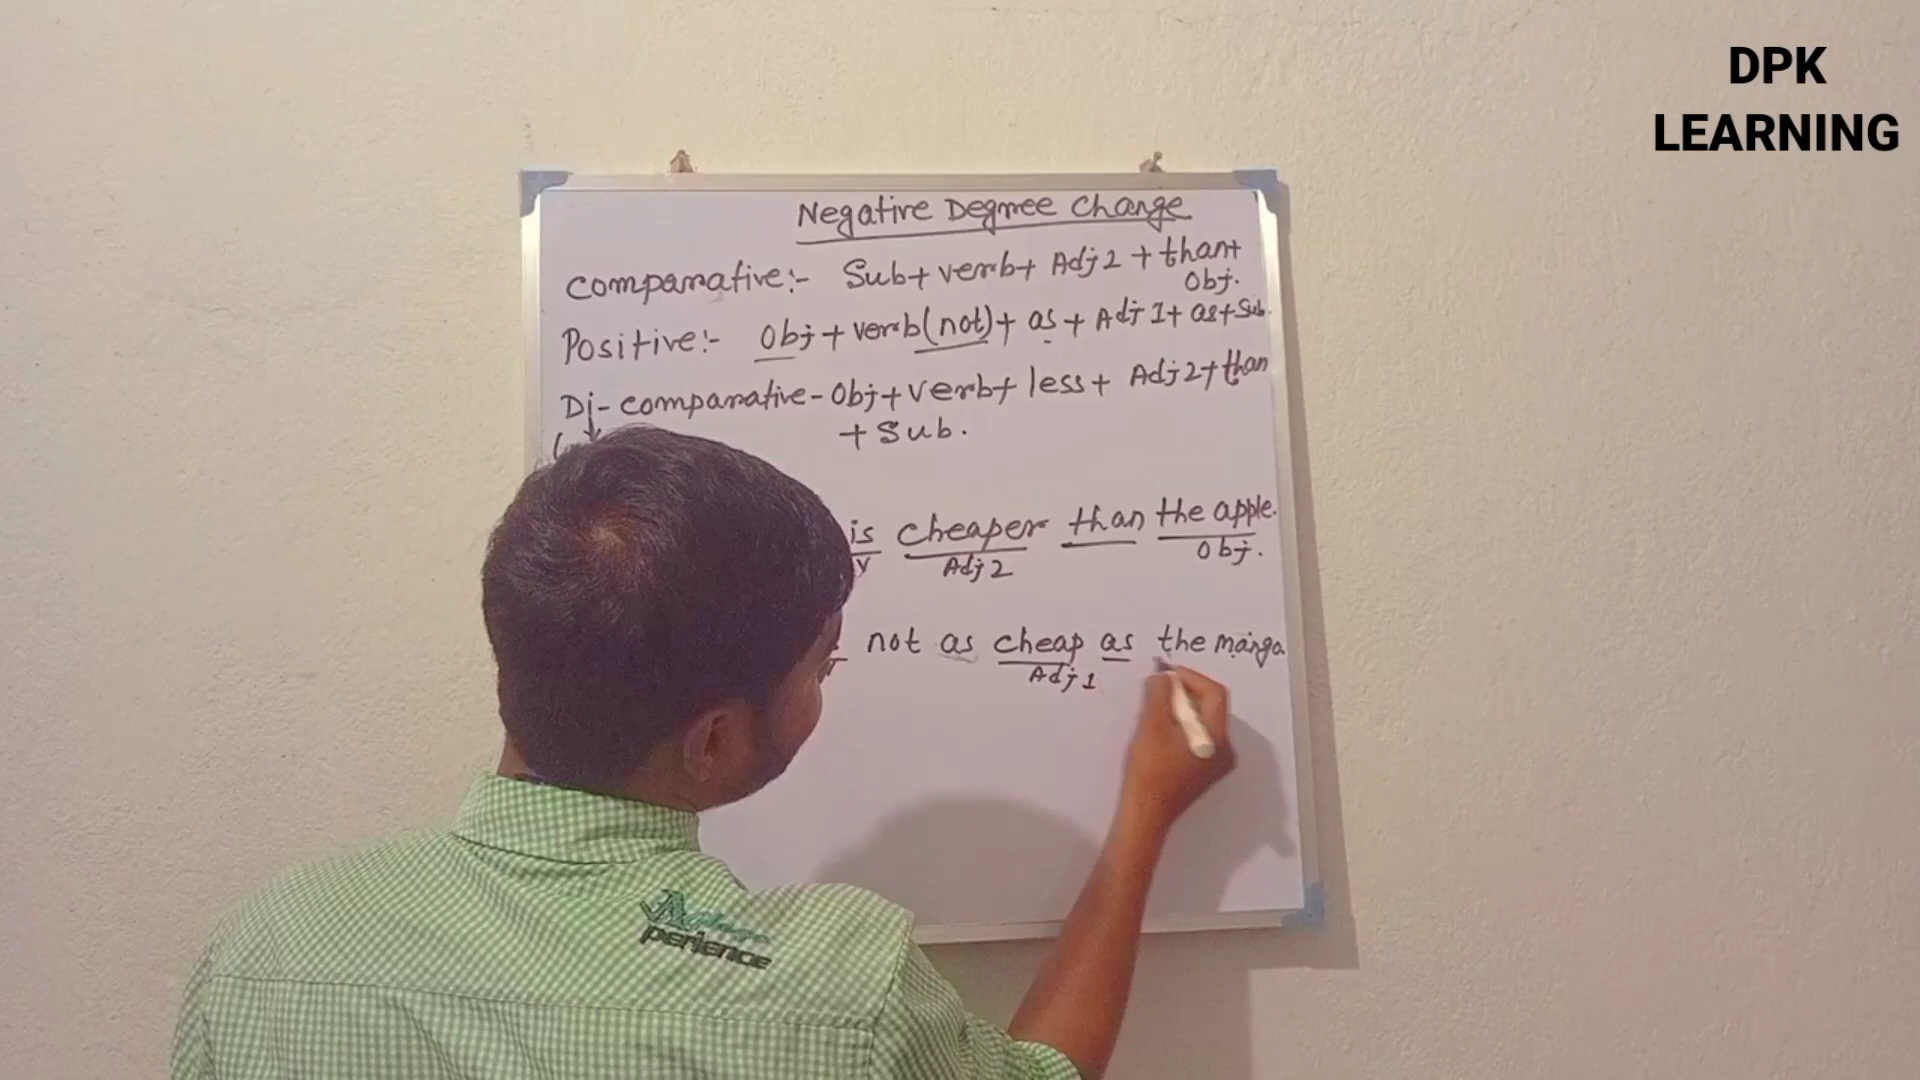 DPK
LEARNING
Negative Degree Change
Comparative:- Sub+ verb+ Adj 2 + than+
Obj.
Positive:- Obj + verb(not)+ as + Adj 1+ as+Sub.
Di- comparative-Obj+verb+ less+ Adj 2+than
+ Sub.
is cheaper than the apple.
V Adj 2 Obj.
not as cheap as the mango
Adj 1
perience